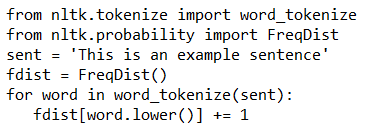 from nltk.tokenize import word_tokenize
from nltk.probability import FreqDist
sent = 'This is an example sentence'
fdist = FreqDist()
for word in word_tokenize(sent):
   fdist[word.lower()] += 1